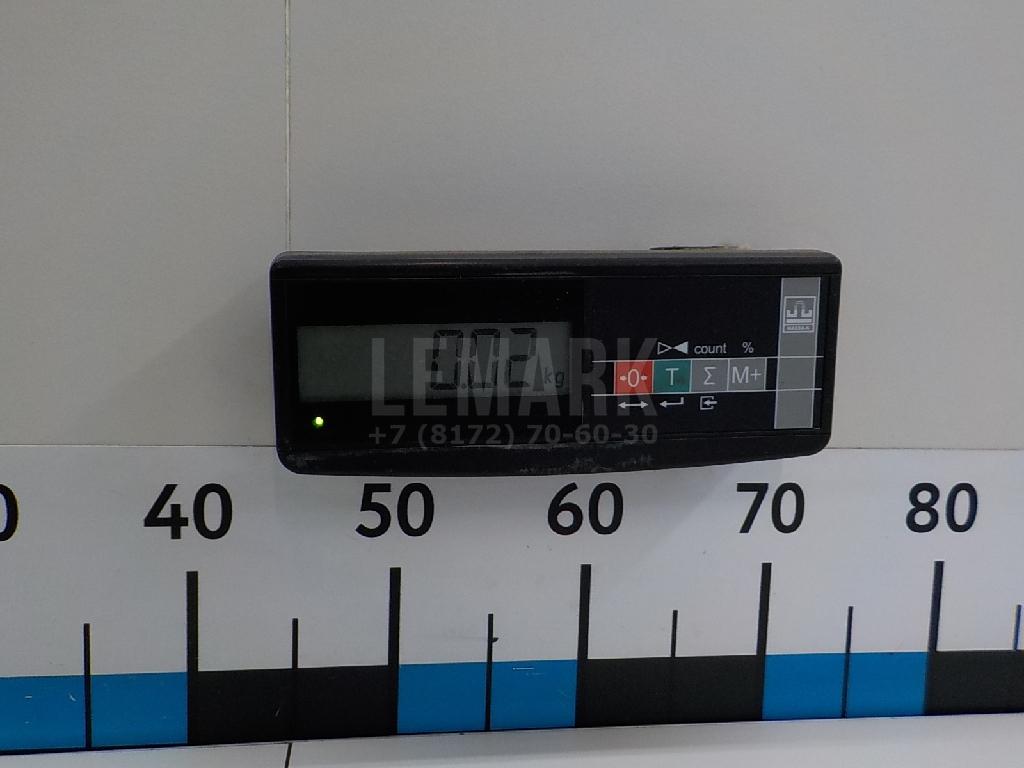 0.02 kg
count %
→0← T Σ M+
LEMARK
+7 (8172) 70-60-30
40 50 60 70 80